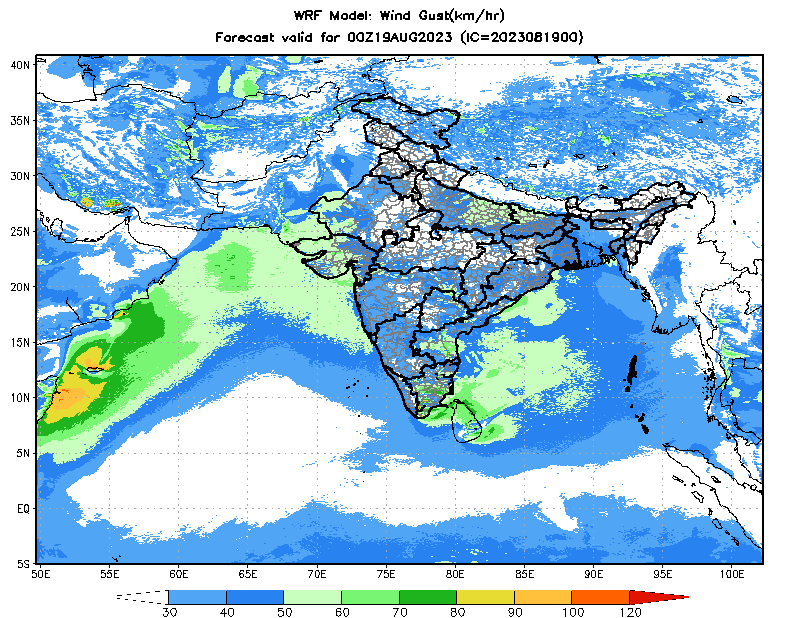 WRF Model: Wind Gust(km/hr)
Forecast valid for 00Z19AUG2023 (IC=2023081900)
40N
35N
30N
25N
20N
15N
10N
5N
EQ
5S
50E 55E 60E 65E 70E 75E 80E 85E 90E 95E 100E
30 40 50 60 70 80 90 100 120